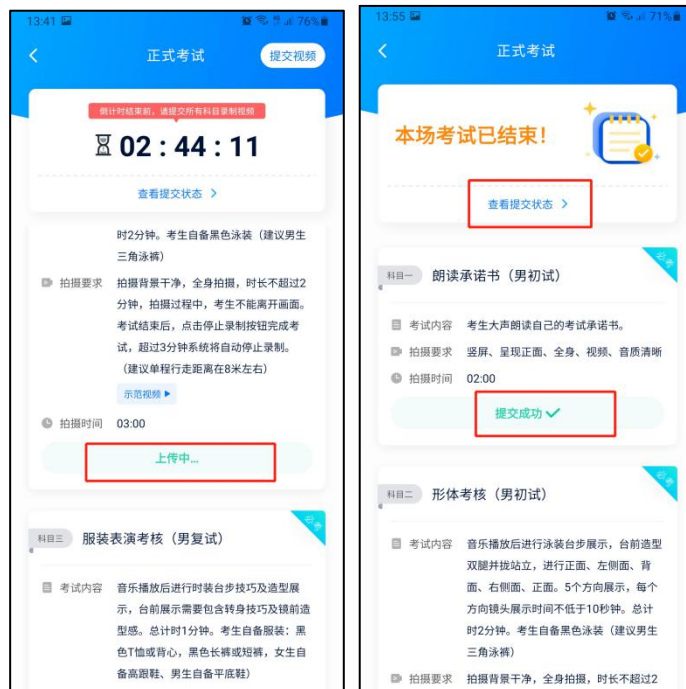 13:41
76%
正式考试
提交视频
倒计时结束前，请提交所有科目录制视频
02 : 44 : 11
查看提交状态 >
时2分钟。考生自备黑色泳装（建议男生
三角泳裤）
拍摄要求 拍摄背景干净，全身拍摄，时长不超过2
分钟，拍摄过程中，考生不能离开画面。
考试结束后，点击停止录制按钮完成考
试，超过3分钟系统将自动停止录制。
（建议单程行走距离在8米左右）
示范视频
拍摄时间 03:00
上传中...
必考
科目三 服装表演考核（男复试）
考试内容 音乐播放后进行时装台步技巧及造型展
示，台前展示需要包含转身技巧及镜前造
型感。总计时1分钟。考生自备服装：黑
色T恤或背心，黑色长裤或短裤，女生自
备高跟鞋、男生自备平底鞋）
13:55
71%
正式考试
本场考试已结束！
查看提交状态 >
必考
科目一 朗读承诺书（男初试）
考试内容 考生大声朗读自己的考试承诺书。
拍摄要求 竖屏、呈现正面、全身、视频、音质清晰
拍摄时间 02:00
提交成功
必考
科目二 形体考核（男初试）
考试内容 音乐播放后进行泳装台步展示，台前造型
双腿并拢站立，进行正面、左侧面、背
面、右侧面、正面。5个方向展示，每个
方向镜头展示时间不低于10秒钟。总计
时2分钟。考生自备黑色泳装（建议男生
三角泳裤）
拍摄要求 拍摄背景干净，全身拍摄，时长不超过2